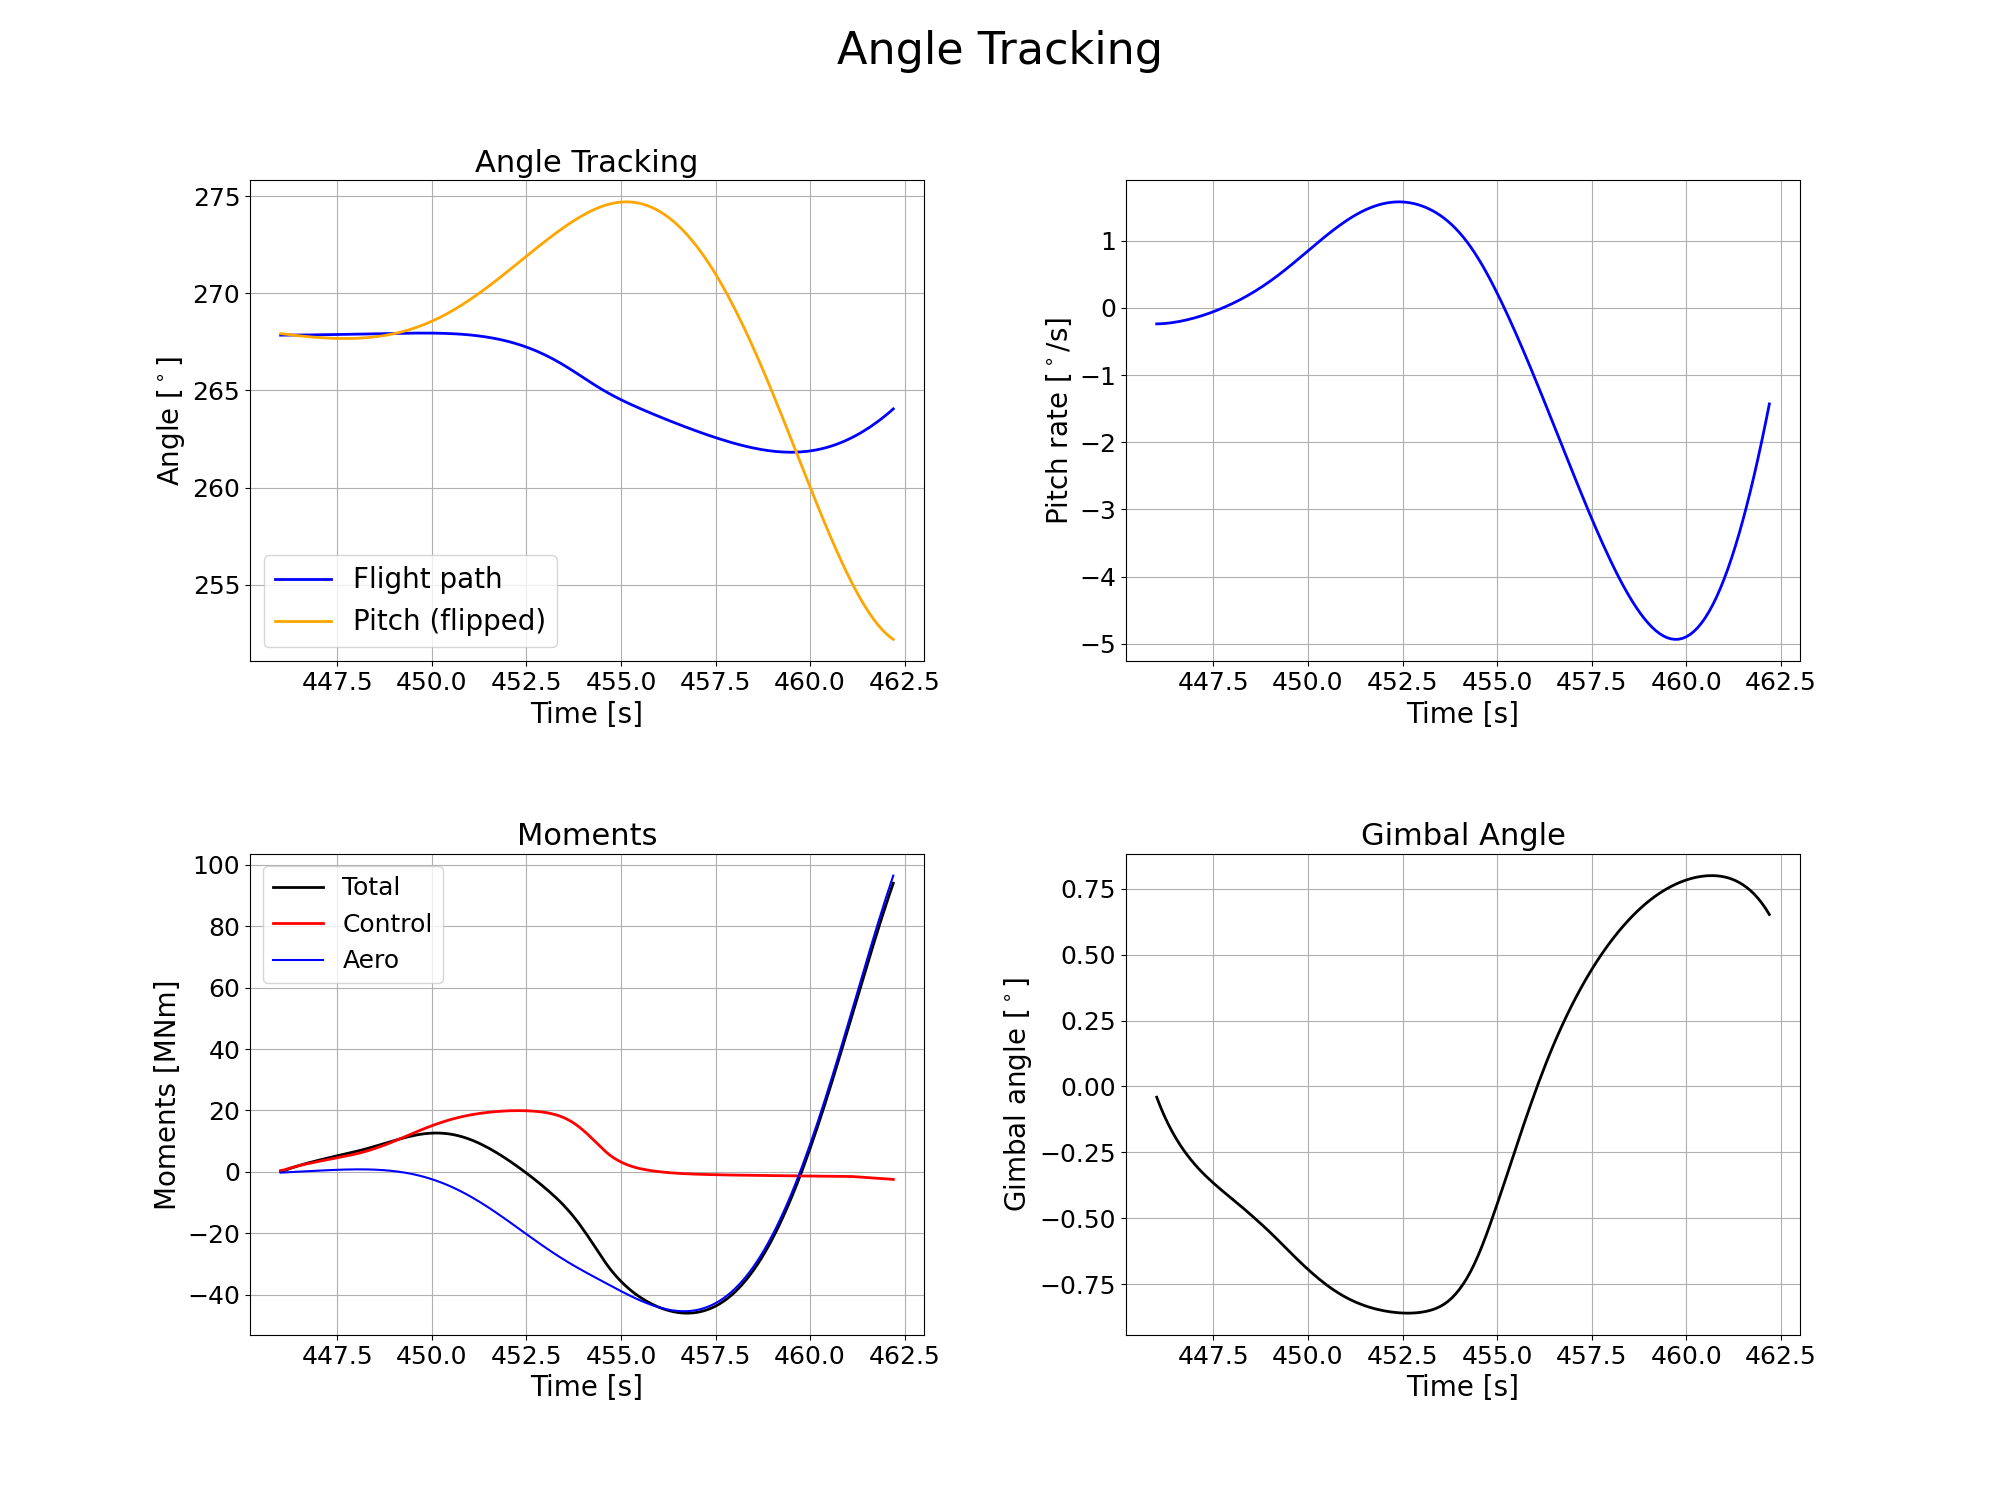 Angle Tracking
Angle Tracking
275
270
265
260
255
Angle [°]
Flight path
Pitch (flipped)
447.5 450.0 452.5 455.0 457.5 460.0 462.5
Time [s]
1
0
−1
−2
−3
−4
−5
Pitch rate [°/s]
447.5 450.0 452.5 455.0 457.5 460.0 462.5
Time [s]
Moments
100
80
60
40
20
0
−20
−40
Moments [MNm]
Total
Control
Aero
447.5 450.0 452.5 455.0 457.5 460.0 462.5
Time [s]
Gimbal Angle
0.75
0.50
0.25
0.00
−0.25
−0.50
−0.75
Gimbal angle [°]
447.5 450.0 452.5 455.0 457.5 460.0 462.5
Time [s]